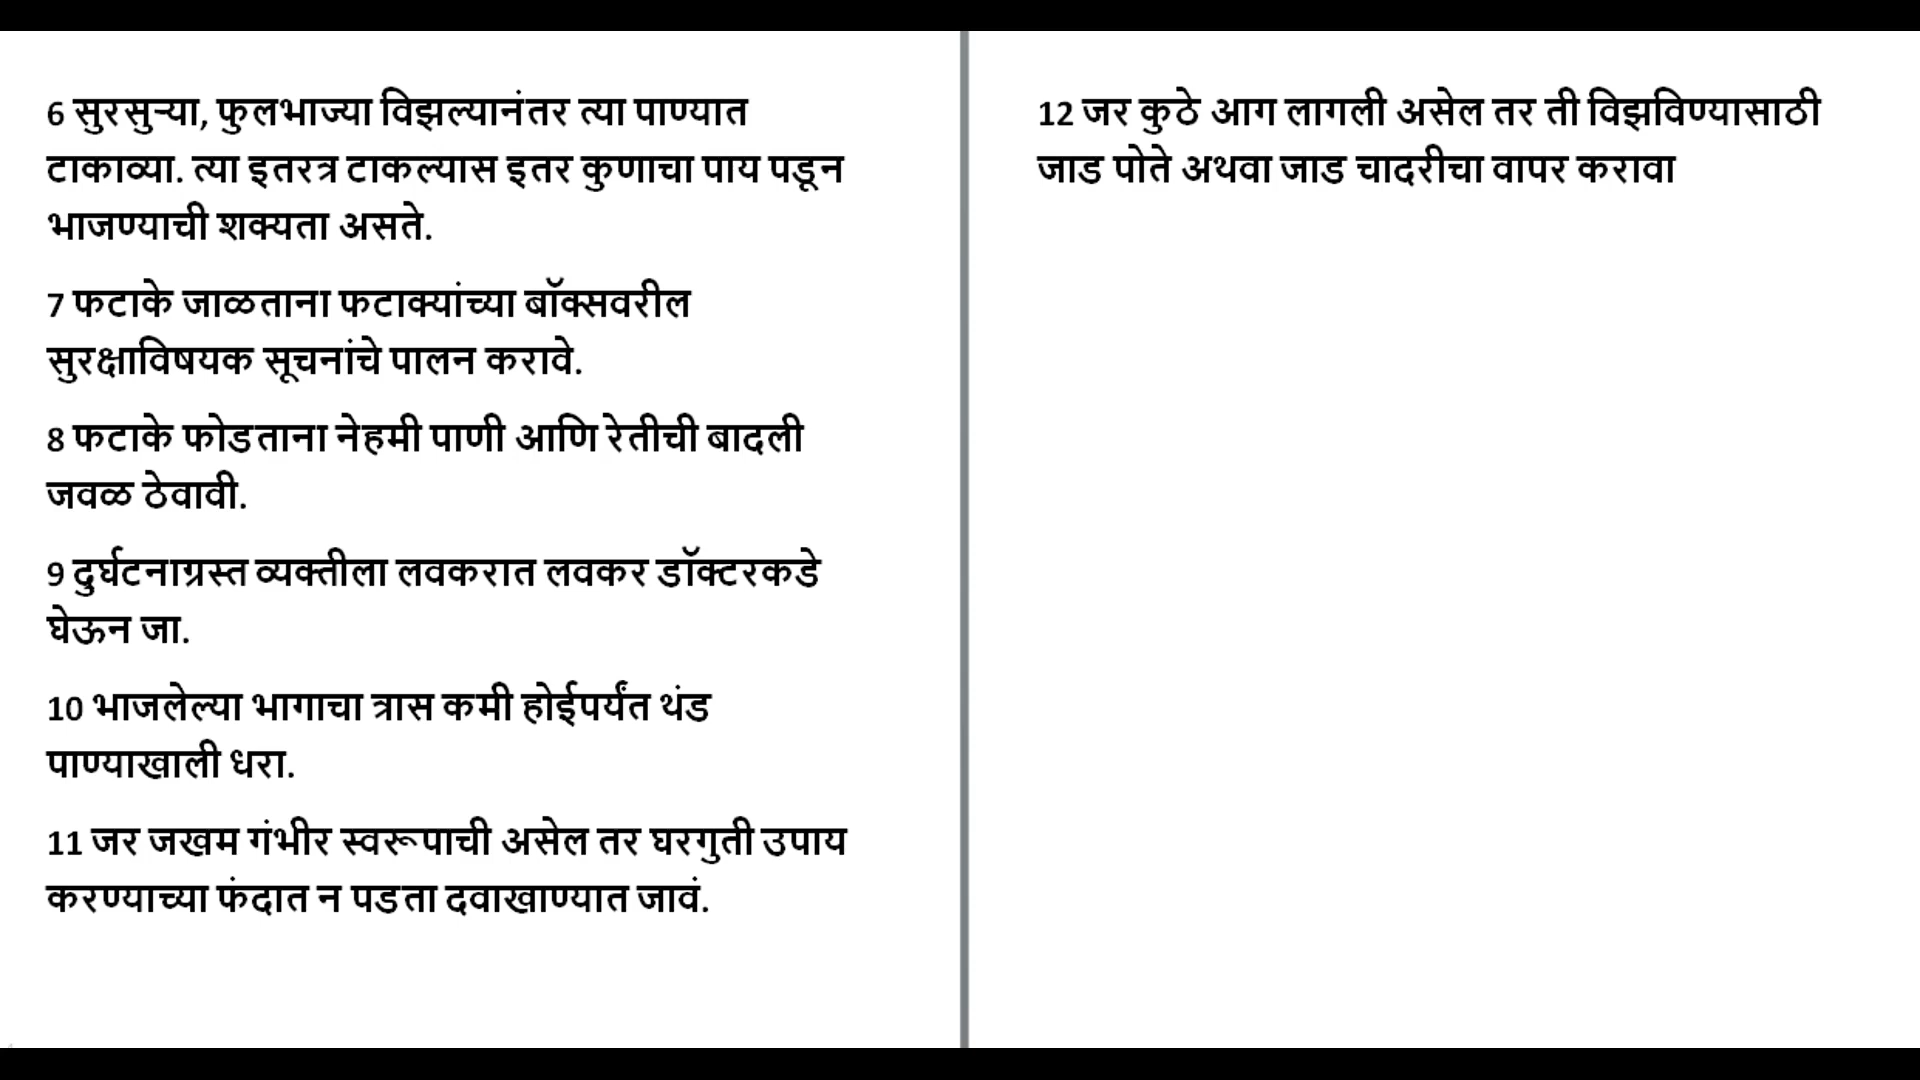 6 सुरसुऱ्या, फुलभाज्या विझल्यानंतर त्या पाण्यात
टाकाव्या. त्या इतरत्र टाकल्यास इतर कुणाचा पाय पडून
भाजण्याची शक्यता असते.
7 फटाके जाळताना फटाक्यांच्या बॉक्सवरील
सुरक्षाविषयक सूचनांचे पालन करावे.
8 फटाके फोडताना नेहमी पाणी आणि रेतीची बादली
जवळ ठेवावी.
9 दुर्घटनाग्रस्त व्यक्तीला लवकरात लवकर डॉक्टरकडे
घेऊन जा.
10 भाजलेल्या भागाचा त्रास कमी होईपर्यंत थंड
पाण्याखाली धरा.
11 जर जखम गंभीर स्वरूपाची असेल तर घरगुती उपाय
करण्याच्या फंदात न पडता दवाखाण्यात जावं.
12 जर कुठे आग लागली असेल तर ती विझविण्यासाठी
जाड पोते अथवा जाड चादरीचा वापर करावा